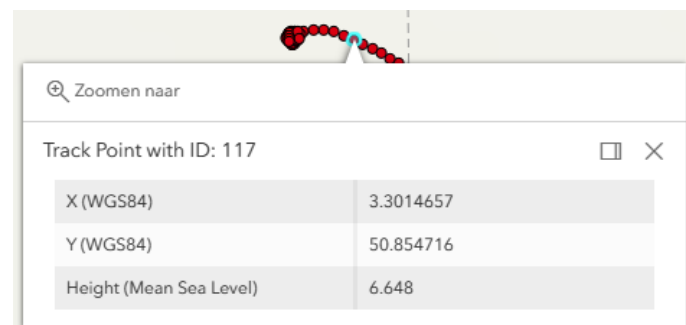 Zoomen naar
Track Point with ID: 117
X (WGS84) 3.3014657
Y (WGS84) 50.854716
Height (Mean Sea Level) 6.648